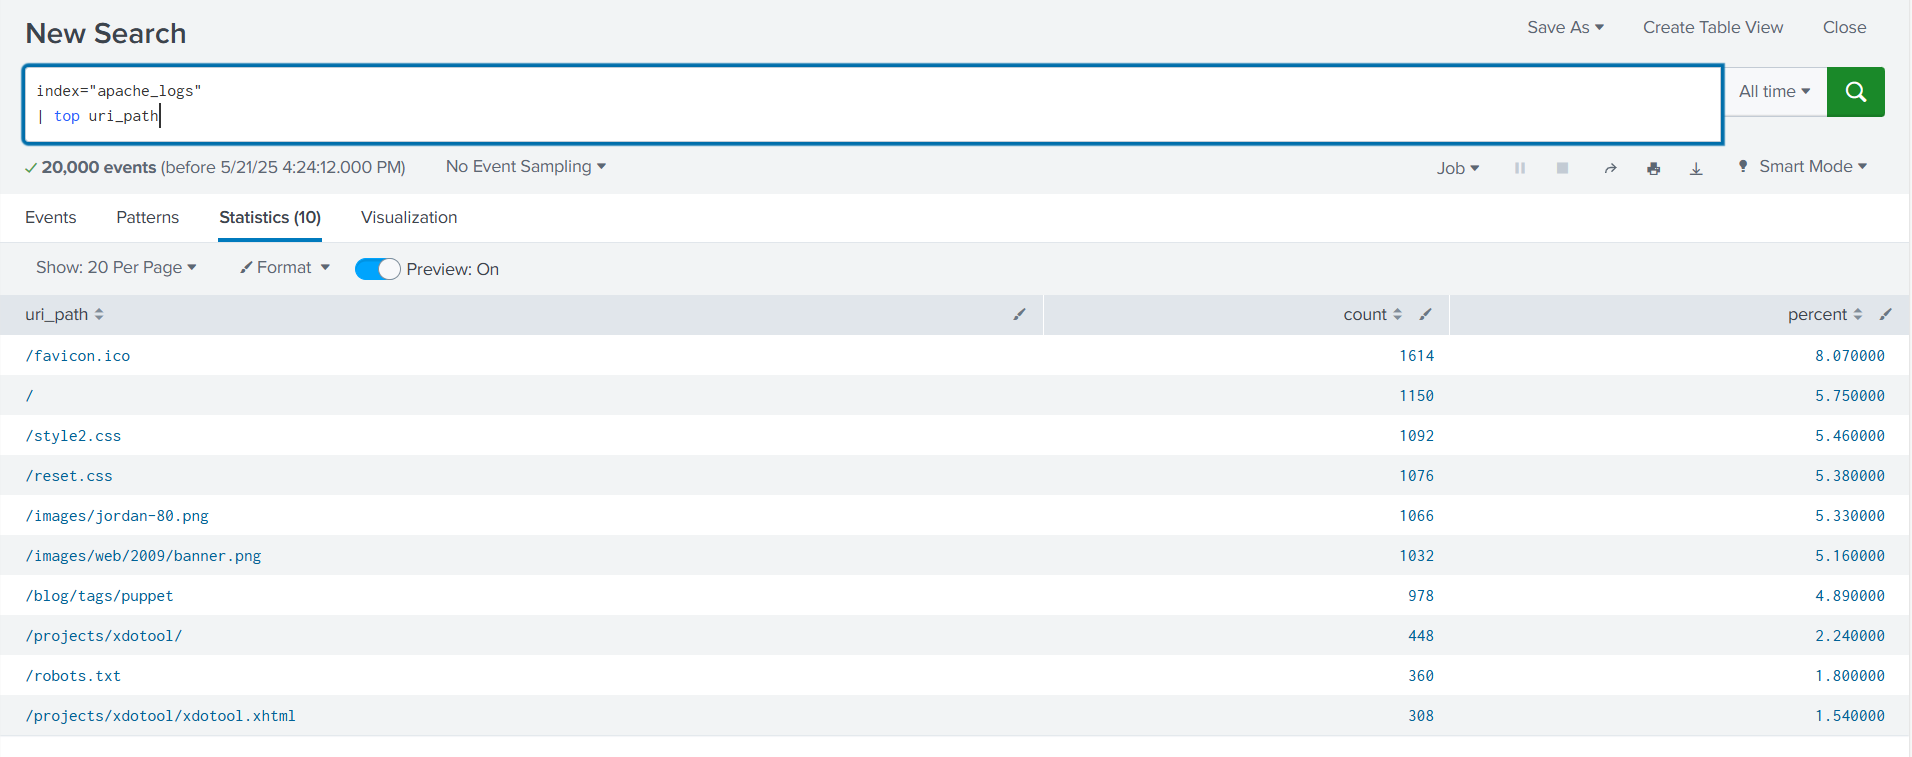 New Search
Save As Create Table View Close
index="apache_logs"
| top uri_path
All time
20,000 events (before 5/21/25 4:24:12.000 PM) No Event Sampling
Job Smart Mode
Events Patterns Statistics (10) Visualization
Show: 20 Per Page Format Preview: On
uri_path count percent
/favicon.ico 1614 8.070000
/ 1150 5.750000
/style2.css 1092 5.460000
/reset.css 1076 5.380000
/images/jordan-80.png 1066 5.330000
/images/web/2009/banner.png 1032 5.160000
/blog/tags/puppet 978 4.890000
/projects/xdotool/ 448 2.240000
/robots.txt 360 1.800000
/projects/xdotool/xdotool.xhtml 308 1.540000